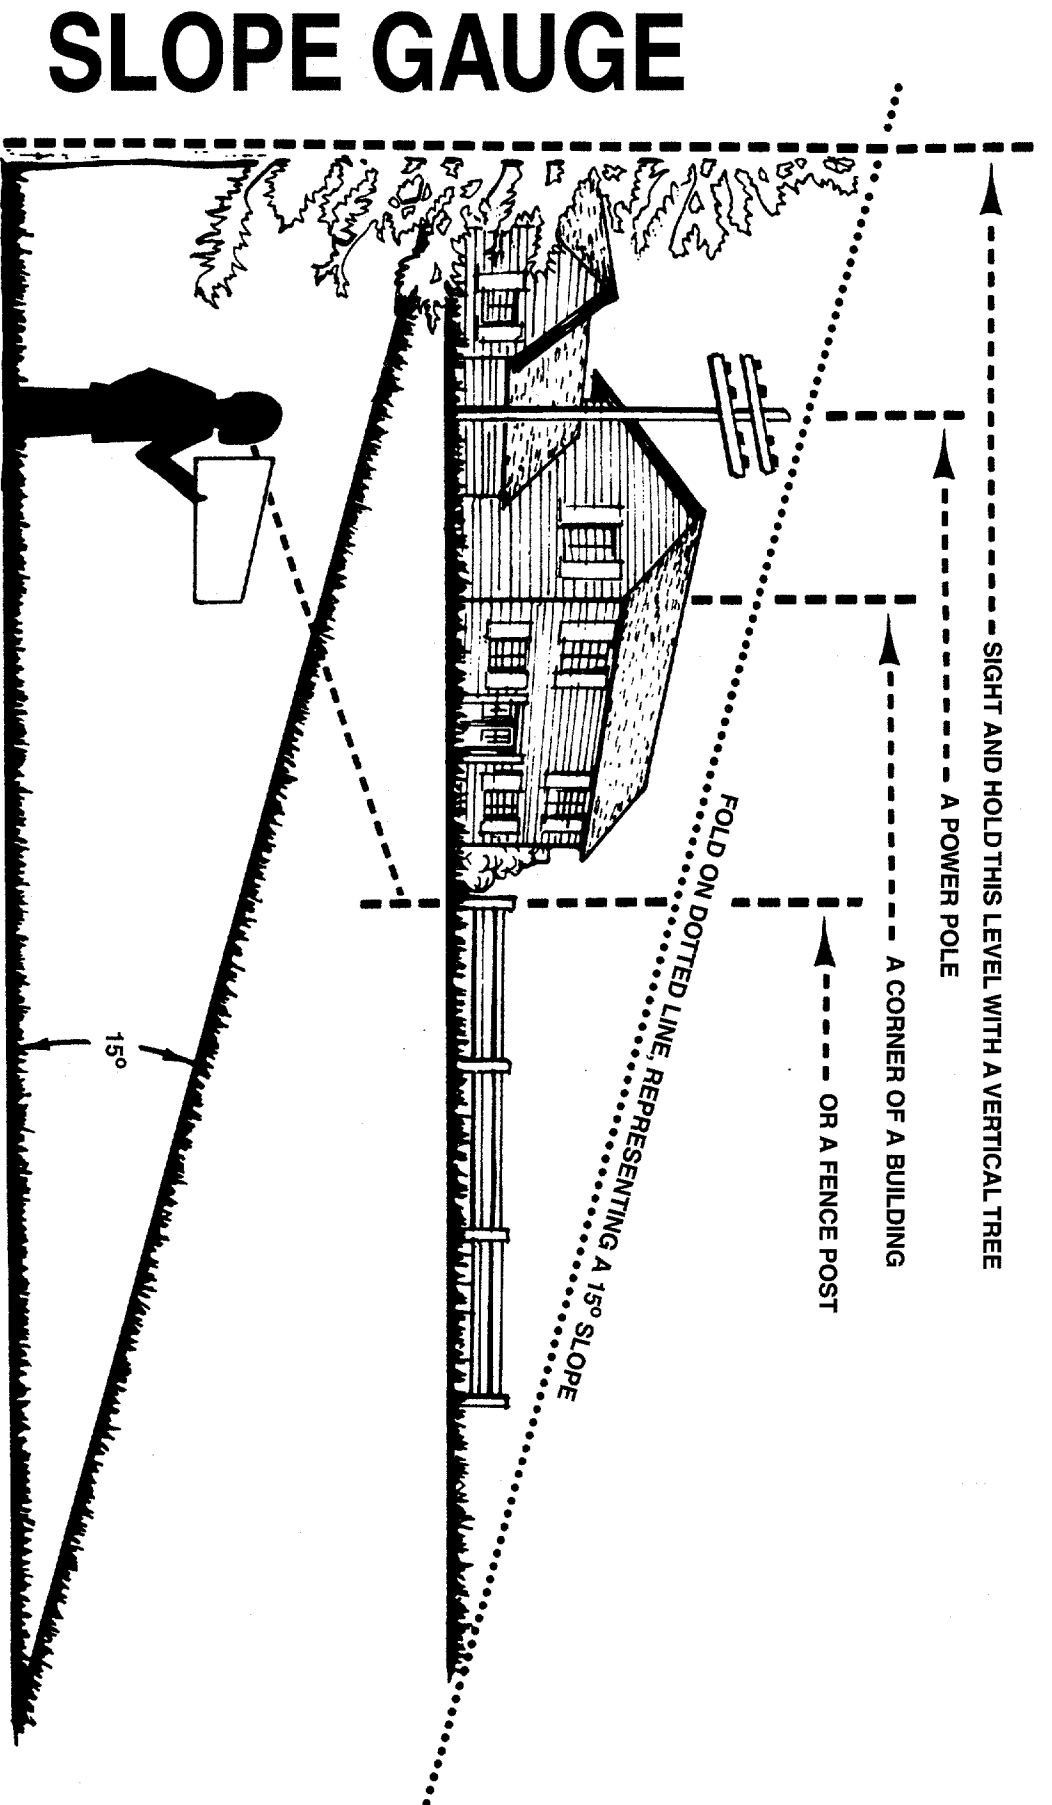 SLOPE GAUGE
SIGHT AND HOLD THIS LEVEL WITH A VERTICAL TREE
A POWER POLE
A CORNER OF A BUILDING
OR A FENCE POST
FOLD ON DOTTED LINE, REPRESENTING A 15° SLOPE
15°